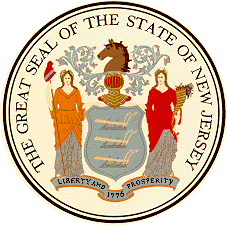 THE GREAT SEAL OF THE STATE OF NEW JERSEY
LIBERTY AND
1776
PROSPERITY